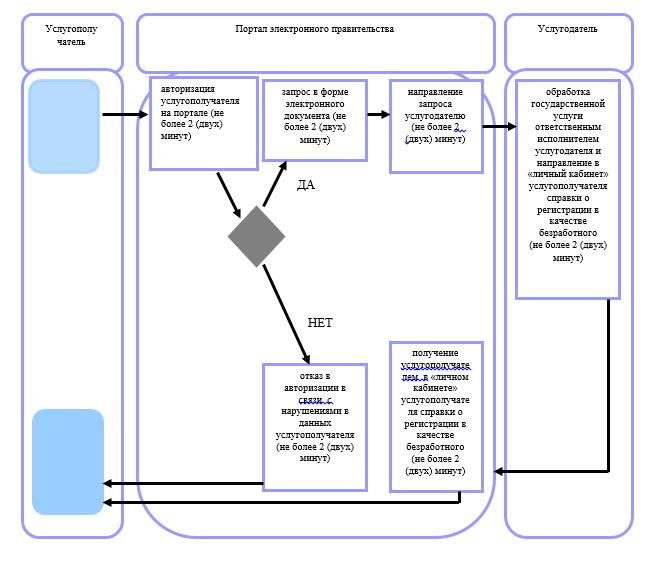 Услугополу
чатель
Портал электронного правительства
Услугодатель
авторизация
услугополучателя
на портале (не
более 2 (двух)
минут)
запрос в форме
электронного
документа (не
более 2 (двух)
минут)
направление
запроса
услугодателю
(не более 2
(двух) минут)
обработка
государственной
услуги
ответственным
исполнителем
услугодателя и
направление в
«личный кабинет»
услугополучателя
справки о
регистрации в
качестве
безработного
(не более 2 (двух)
минут)
ДА
НЕТ
отказ в
авторизации в
связи с
нарушениями в
данных
услугополучателя
(не более 2 (двух)
минут)
получение
услугополучате
лем в «личном
кабинете»
услугополучате
ля справки о
регистрации в
качестве
безработного
(не более 2
(двух) минут)